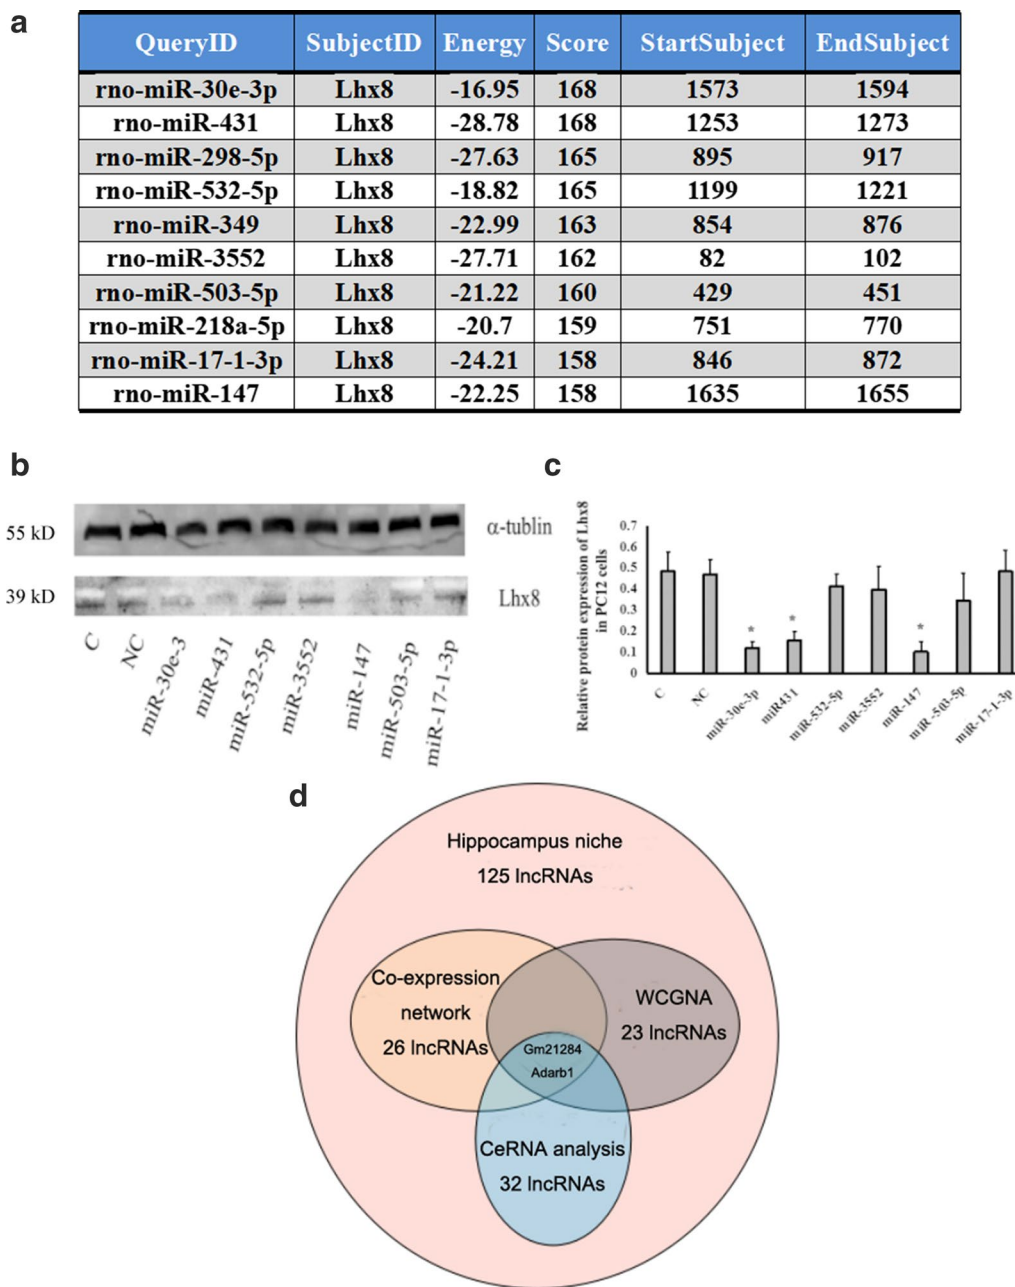 a
QueryID SubjectID Energy Score StartSubject EndSubject
rno-miR-30e-3p Lhx8 -16.95 168 1573 1594
rno-miR-431 Lhx8 -28.78 168 1253 1273
rno-miR-298-5p Lhx8 -27.63 165 895 917
rno-miR-532-5p Lhx8 -18.82 165 1199 1221
rno-miR-349 Lhx8 -22.99 163 854 876
rno-miR-3552 Lhx8 -27.71 162 82 102
rno-miR-503-5p Lhx8 -21.22 160 429 451
rno-miR-218a-5p Lhx8 -20.7 159 751 770
rno-miR-17-1-3p Lhx8 -24.21 158 846 872
rno-miR-147 Lhx8 -22.25 158 1635 1655
b
55 kD
α-tublin
39 kD
Lhx8
C
NC
miR-30e-3
miR-431
miR-532-5p
miR-3552
miR-147
miR-503-5p
miR-17-1-3p
c
Relative protein expression of Lhx8
in PC12 cells
0.7
0.6
0.5
0.4
0.3
0.2
0.1
0
*
*
*
C
NC
miR-30e-3p
miR431
miR-532-5p
miR-3552
miR-147
miR -503-5p
miR-17-1-3p
d
Hippocampus niche
125 lncRNAs
Co-expression
network
26 lncRNAs
WCGNA
23 lncRNAs
Gm21284
Adarb1
CeRNA analysis
32 lncRNAs